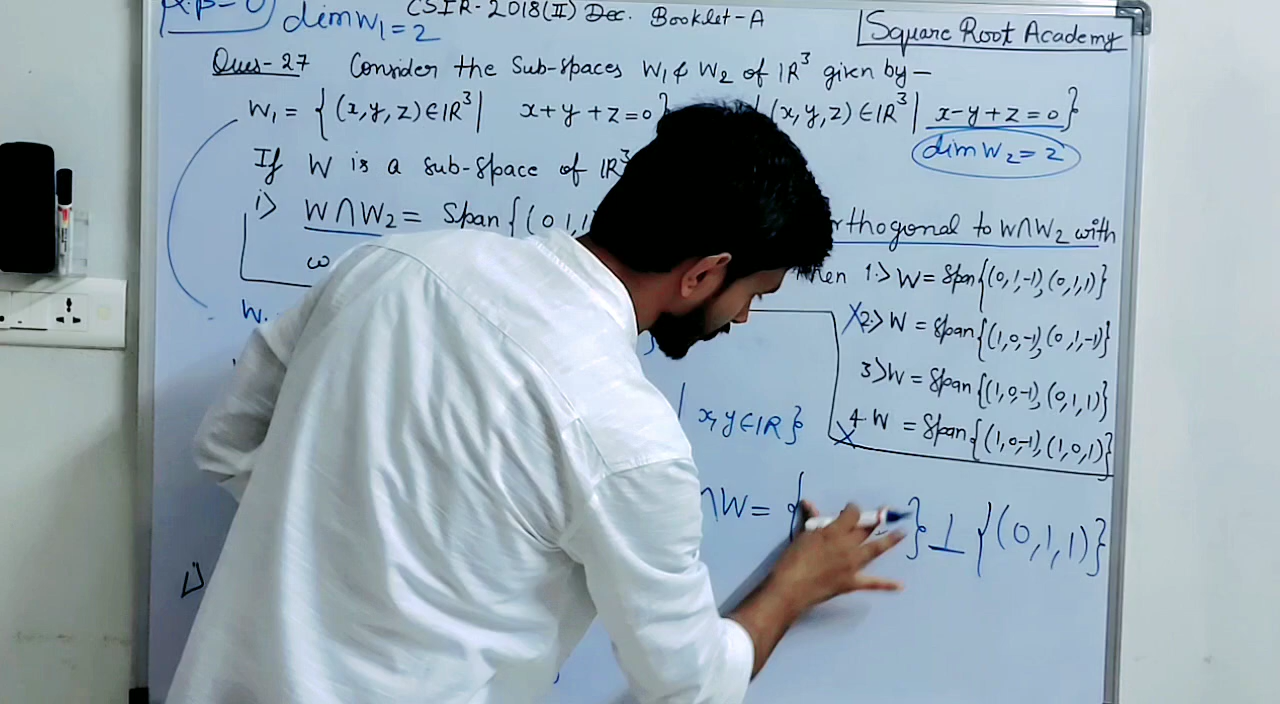 dim W₁ = 2
CSIR-2018(II) Dec. Booklet-A
Square Root Academy
Ques-27 Consider the Sub-spaces W₁ & W₂ of IR³ given by —
W₁ = {(x,y,z) ∈ IR³ | x+y+z=0} (x,y,z) ∈ IR³ | x-y+z=0}
dim W₂ = 2
If W is a sub-space of IR³
i> W∩W₂ = Span{(0,1,1 rthogonal to W∩W₂ with
1.> W = Span{(0,1,-1),(0,1,1)}
X2.> W = Span{(1,0,-1),(0,1,-1)}
3> W = Span{(1,0,-1),(0,1,1)}
X4. W = Span{(1,0,-1),(1,0,1)}
| x,y ∈ IR}
∩W = { } ⊥ {(0,1,1)}